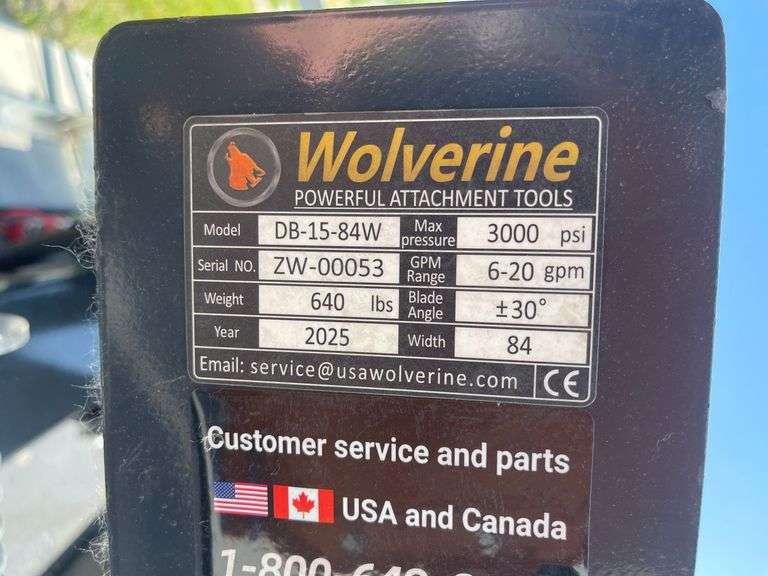 Wolverine
POWERFUL ATTACHMENT TOOLS
Model DB-15-84W Max pressure 3000 psi
Serial NO. ZW-00053 GPM Range 6-20 gpm
Weight 640 lbs Blade Angle ±30°
Year 2025 Width 84
Email: service@usawolverine.com CE
Customer service and parts
USA and Canada
1-800-